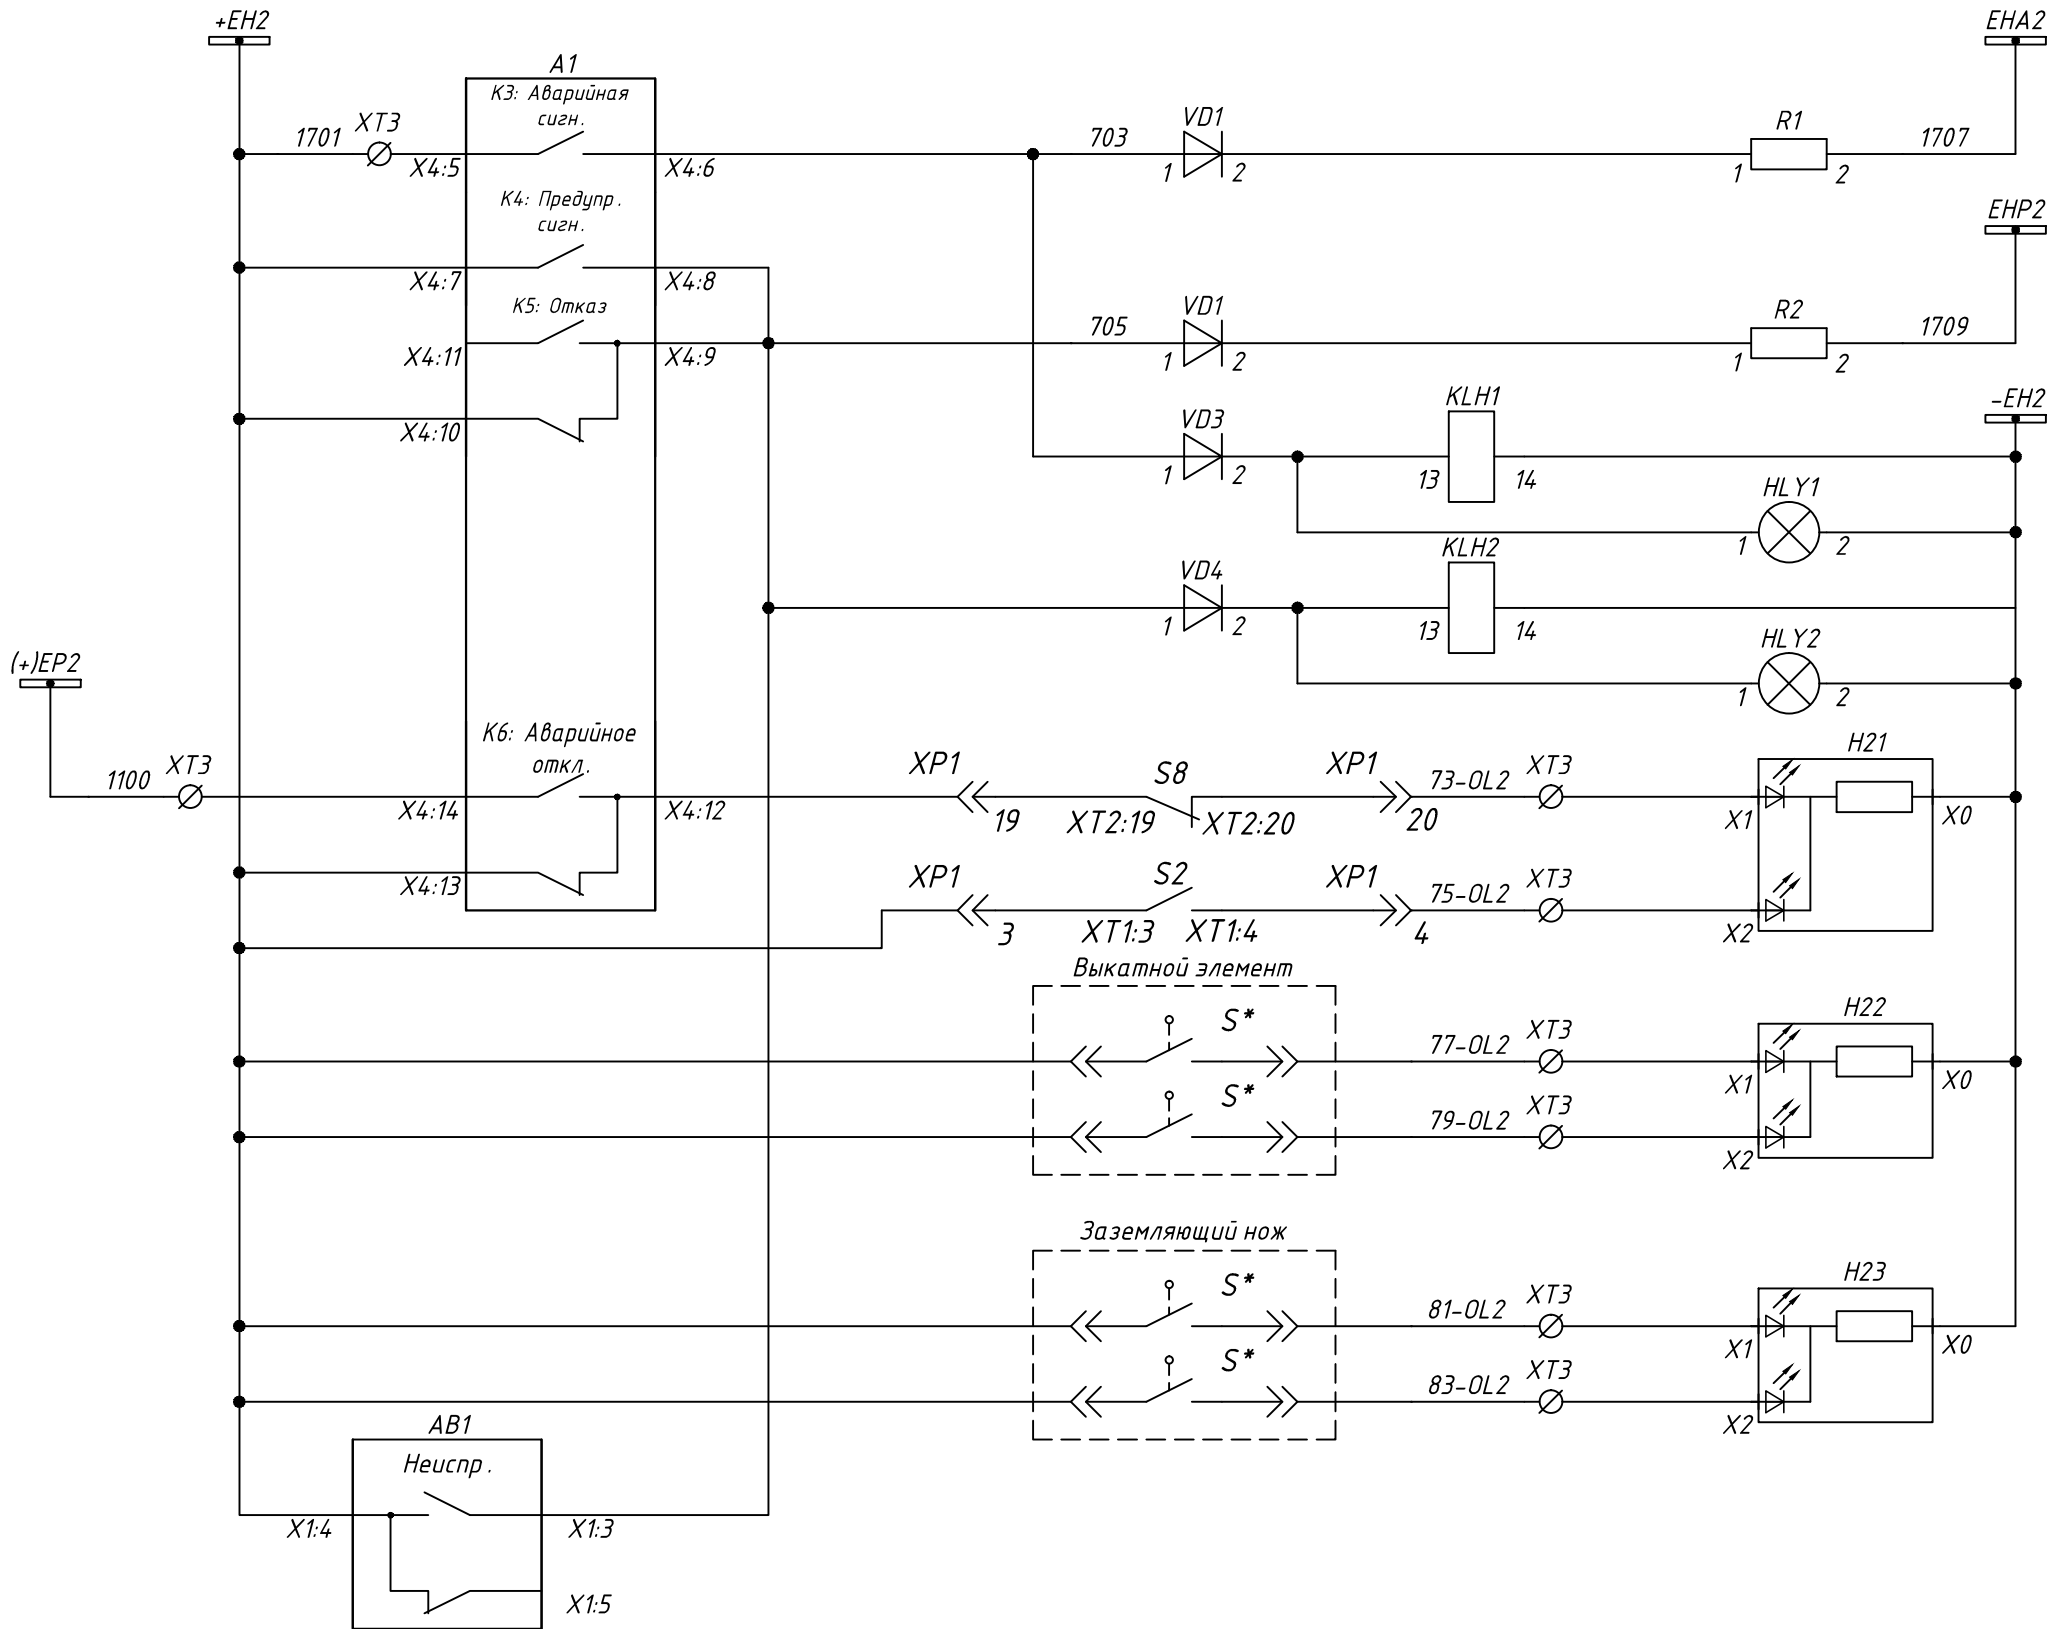 +EH2
EHA2
A1
К3: Аварийная
сигн.
1701
XT3
X4:5
X4:6
703
VD1
1
2
R1
1
2
1707
К4: Предупр.
сигн.
EHP2
X4:7
X4:8
К5: Отказ
X4:11
X4:9
705
VD1
1
2
R2
1
2
1709
X4:10
-EH2
VD3
1
2
KLH1
13
14
HLY1
1
2
VD4
1
2
KLH2
13
14
HLY2
1
2
(+)EP2
К6: Аварийное
откл.
1100
XT3
X4:14
X4:12
XP1
19
S8
XT2:19
XT2:20
XP1
20
73-OL2
XT3
H21
X1
X0
X4:13
XP1
3
S2
XT1:3
XT1:4
XP1
4
75-OL2
XT3
X2
Выкатной элемент
S*
77-OL2
XT3
H22
X1
X0
S*
79-OL2
XT3
X2
Заземляющий нож
S*
81-OL2
XT3
H23
X1
X0
S*
83-OL2
XT3
X2
AB1
Неиспр.
X1:4
X1:3
X1:5